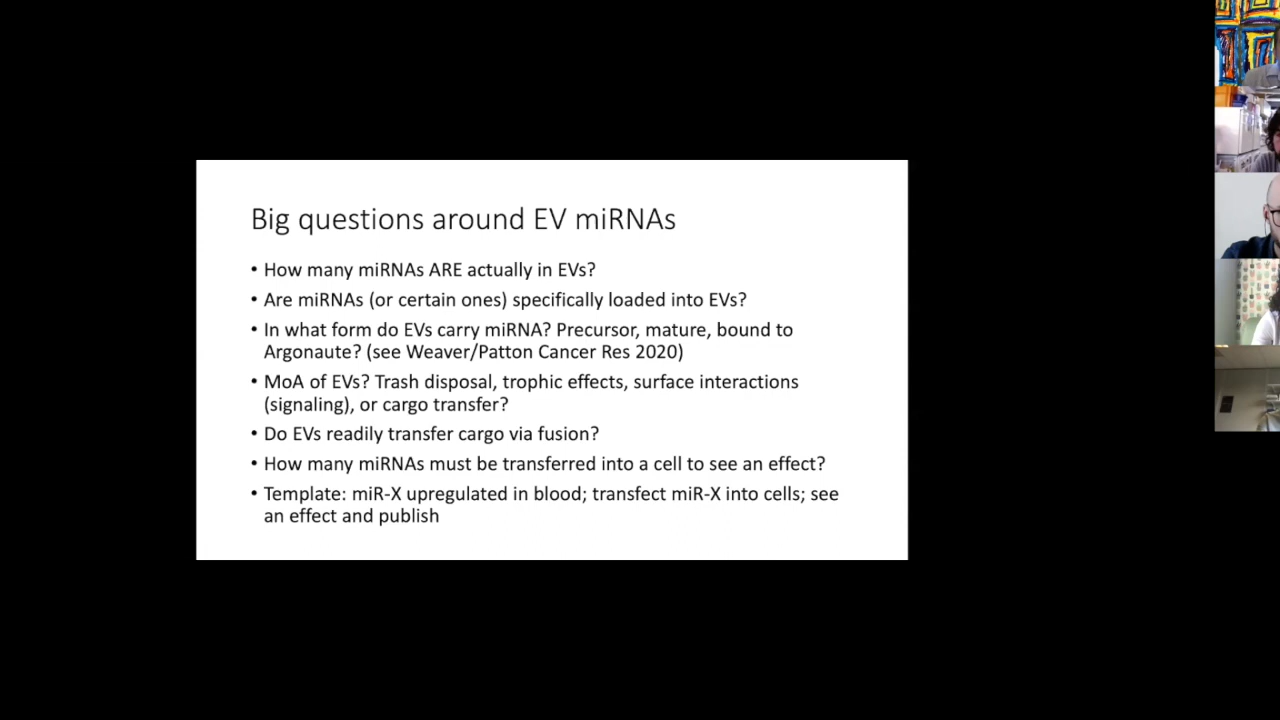 Big questions around EV miRNAs
• How many miRNAs ARE actually in EVs?
• Are miRNAs (or certain ones) specifically loaded into EVs?
• In what form do EVs carry miRNA? Precursor, mature, bound to
Argonaute? (see Weaver/Patton Cancer Res 2020)
• MoA of EVs? Trash disposal, trophic effects, surface interactions
(signaling), or cargo transfer?
• Do EVs readily transfer cargo via fusion?
• How many miRNAs must be transferred into a cell to see an effect?
• Template: miR-X upregulated in blood; transfect miR-X into cells; see
an effect and publish